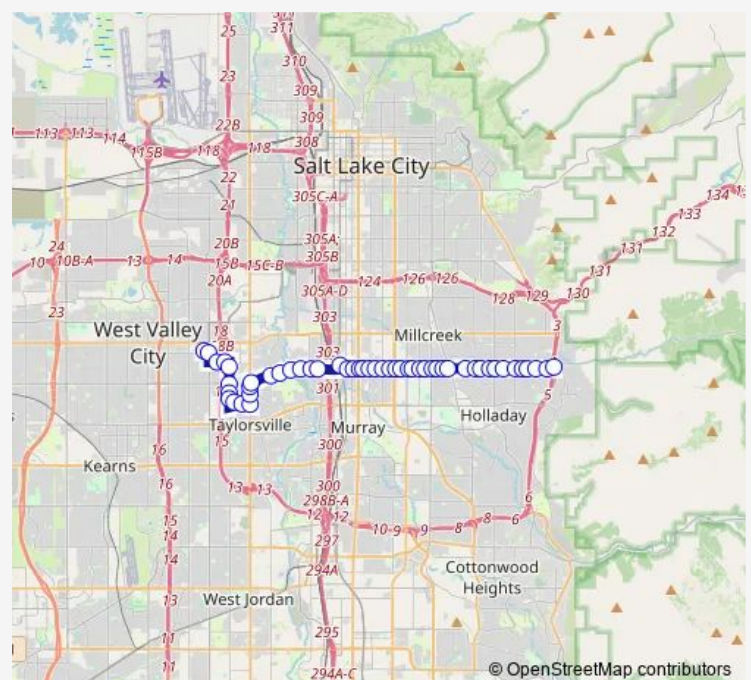 311
25
310
23
309
309
22B
113
113
114
115B
118
118
308
Salt Lake City
22
305C-A
21
134
133
132
24
20B
305A;
131
10
10B-A
13
14
15B
15C-B
305B
20A
124
126
126
131
305A-D
128
129
130
23
303
3
West Valley
City
18
Millcreek
303
301
5
Taylorsville
Murray
Holladay
15
300
Kearns
16
16
13
13
300
298B-A
6
12
12
10
9
9
8
8
6
15
14
14
297
294A
Cottonwood
Heights
13
West Jordan
295
11
11
294A-C
© OpenStreetMap contributors